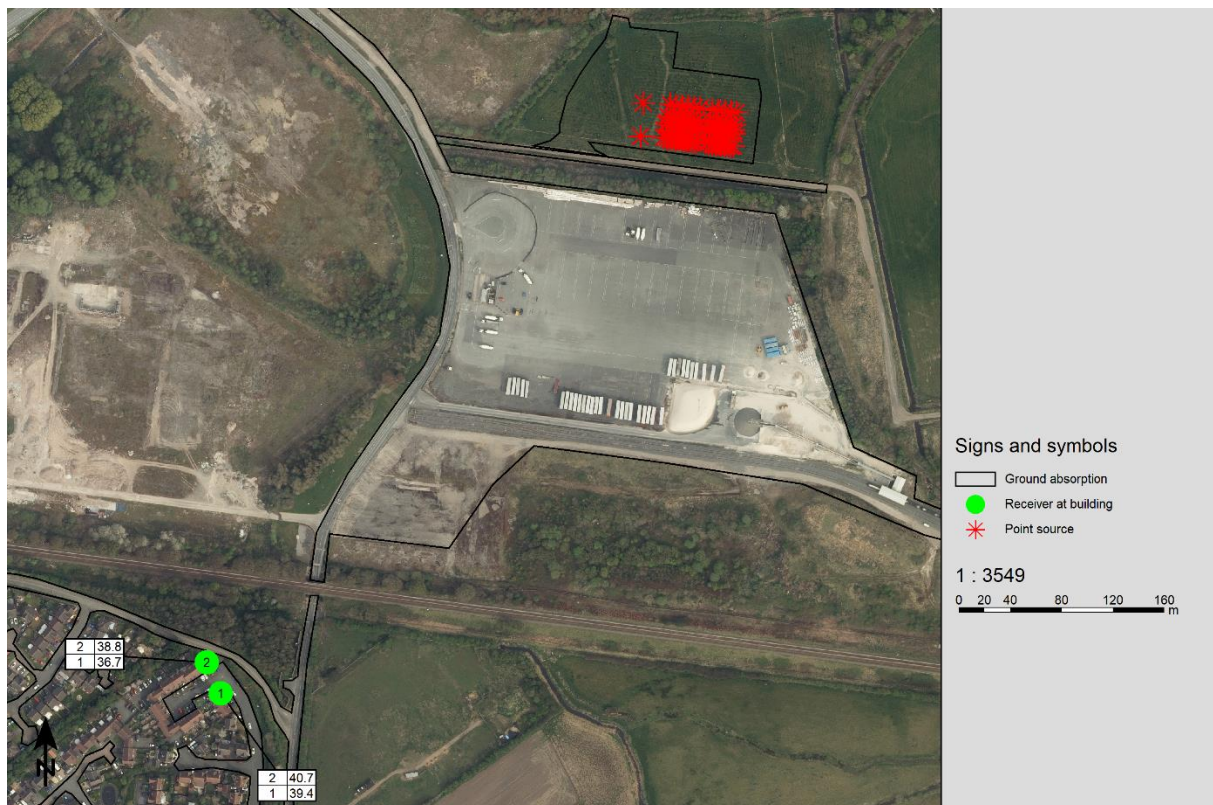 2 38.8
1 36.7
2
1
2 40.7
1 39.4
N
Signs and symbols
Ground absorption
Receiver at building
Point source
1 : 3549
0 20 40 80 120 160
m